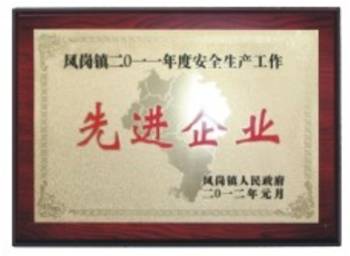 凤岗镇二〇一一年度安全生产工作
先进企业
凤岗镇人民政府
二〇一二年元月